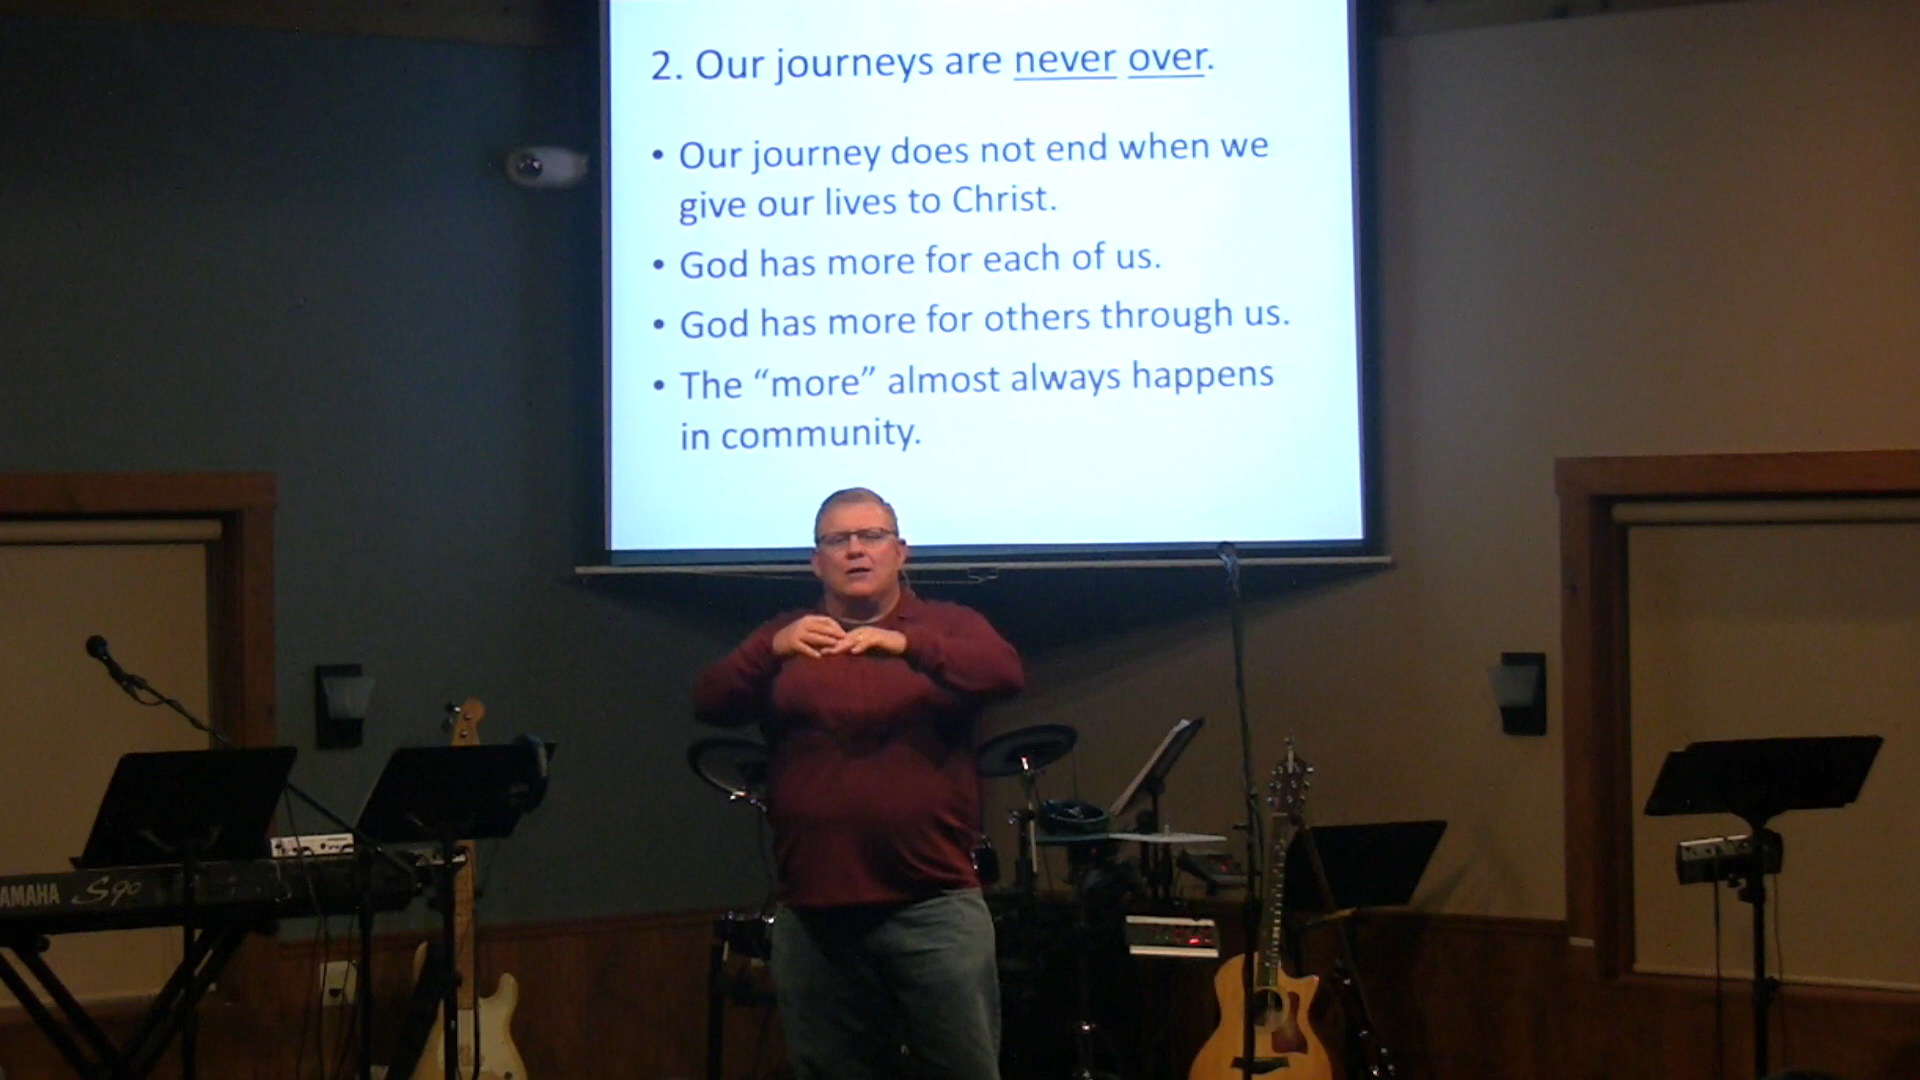 2. Our journeys are never over.
• Our journey does not end when we
give our lives to Christ.
• God has more for each of us.
• God has more for others through us.
• The “more” almost always happens
in community.
AMAHA S90